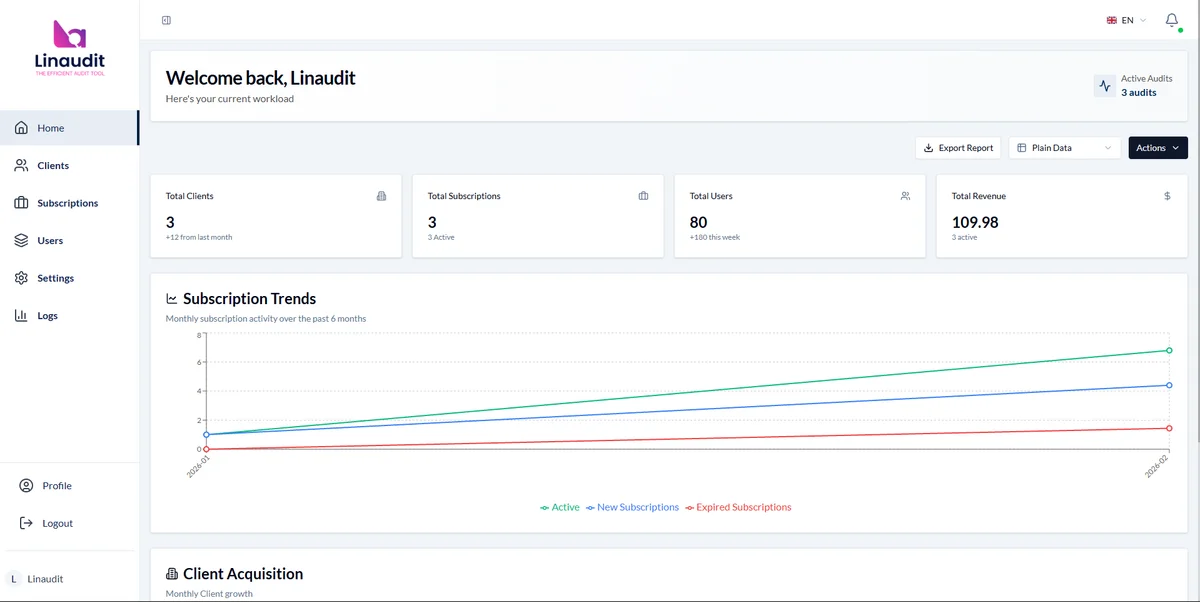 EN
Linaudit
THE EFFICIENT AUDIT TOOL
Welcome back, Linaudit
Here's your current workload
Active Audits
3 audits
Home
Clients
Subscriptions
Users
Settings
Logs
Profile
Logout
L Linaudit
Export Report
Plain Data
Actions
Total Clients
3
+12 from last month
Total Subscriptions
3
3 Active
Total Users
80
+180 this week
Total Revenue
$
109.98
3 active
Subscription Trends
Monthly subscription activity over the past 6 months
8
6
4
2
0
2026-01
2026-02
Active
New Subscriptions
Expired Subscriptions
Client Acquisition
Monthly Client growth